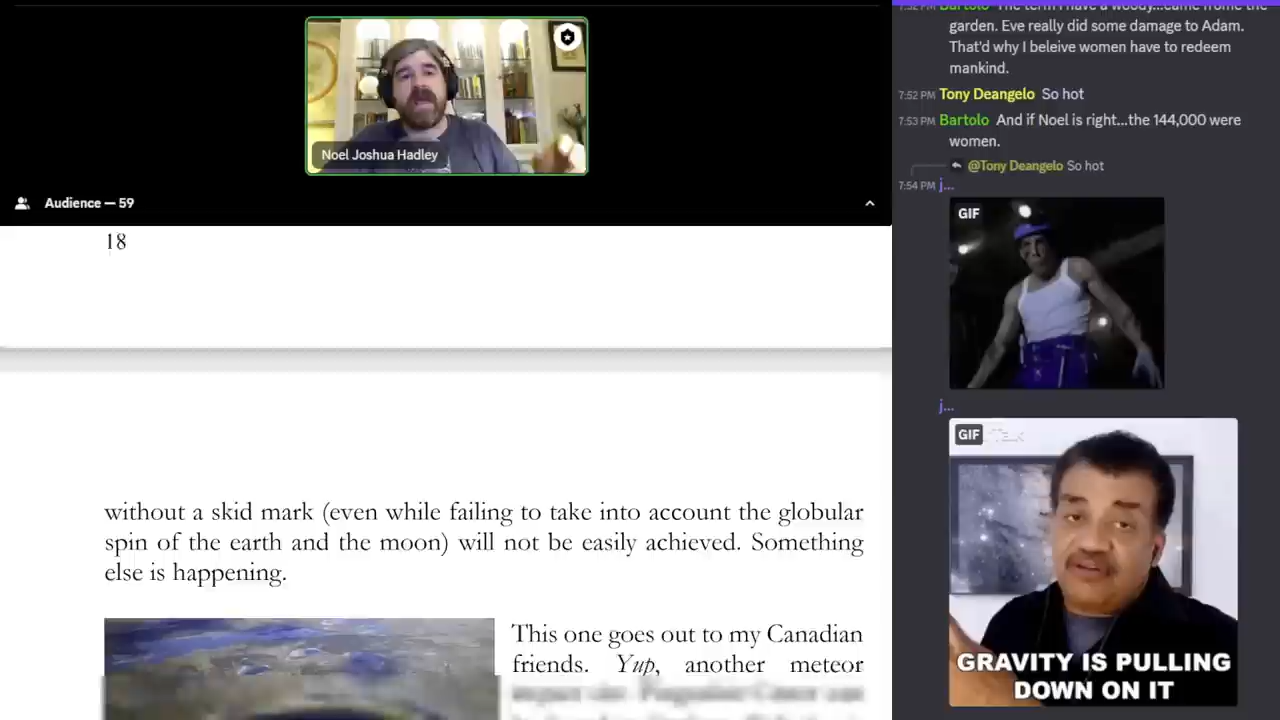 Noel Joshua Hadley
Audience — 59
18
without a skid mark (even while failing to take into account the globular
spin of the earth and the moon) will not be easily achieved. Something
else is happening.
This one goes out to my Canadian
friends. Yup, another meteor
garden. Eve really did some damage to Adam.
That'd why I beleive women have to redeem
mankind.
7:52 PM Tony Deangelo So hot
7:53 PM Bartolo And if Noel is right...the 144,000 were
women.
@Tony Deangelo So hot
7:54 PM j...
GIF
j...
GIF
GRAVITY IS PULLING
DOWN ON IT